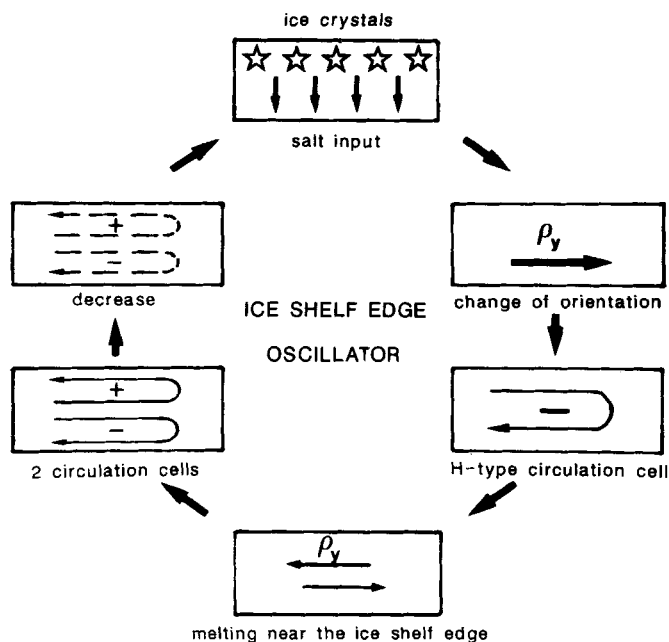 ice crystals
salt input
ρy
change of orientation
H-type circulation cell
ρy
melting near the ice shelf edge
+
-
2 circulation cells
+
-
decrease
ICE SHELF EDGE
OSCILLATOR